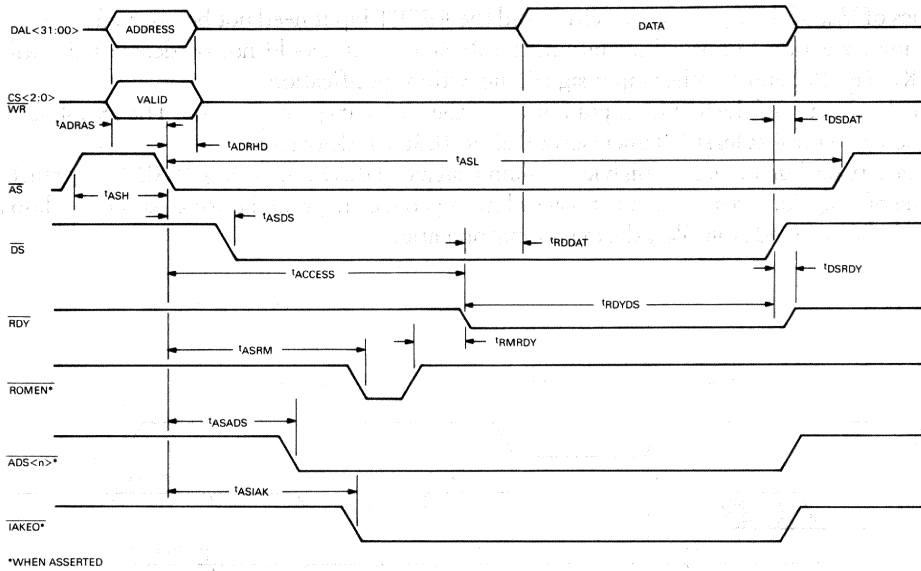 DAL<31:00>
ADDRESS
DATA
CS<2:0>
WR
VALID
tADRAS
tADRHD
tDSDAT
tASL
AS
tASH
tASDS
DS
tRDDAT
tACCESS
tDSRDY
tRDYDS
RDY
tASRM
tRMRDY
ROMEN*
tASADS
ADS<n>*
tASIAK
IAKEO*
*WHEN ASSERTED